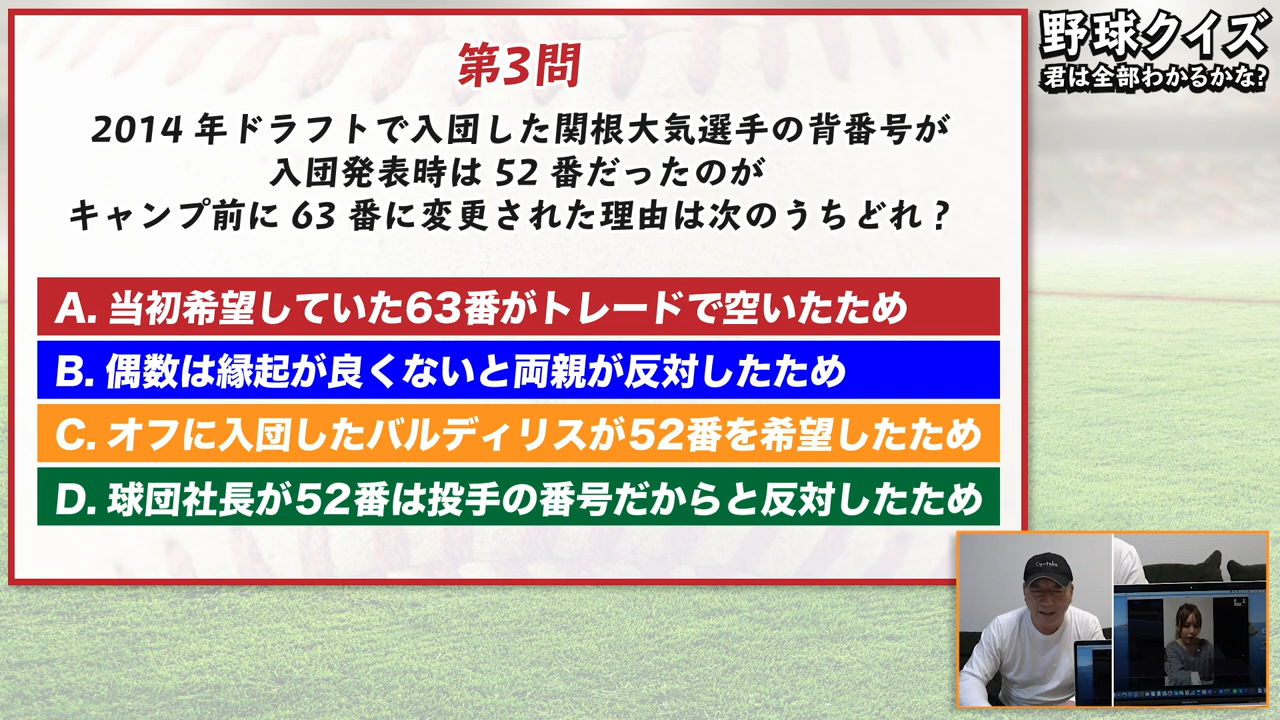 野球クイズ
君は全部わかるかな?
第3問
2014年ドラフトで入団した関根大気選手の背番号が
入団発表時は52番だったのが
キャンプ前に63番に変更された理由は次のうちどれ?
A. 当初希望していた63番がトレードで空いたため
B. 偶数は縁起が良くないと両親が反対したため
C. オフに入団したバルディリスが52番を希望したため
D. 球団社長が52番は投手の番号だからと反対したため